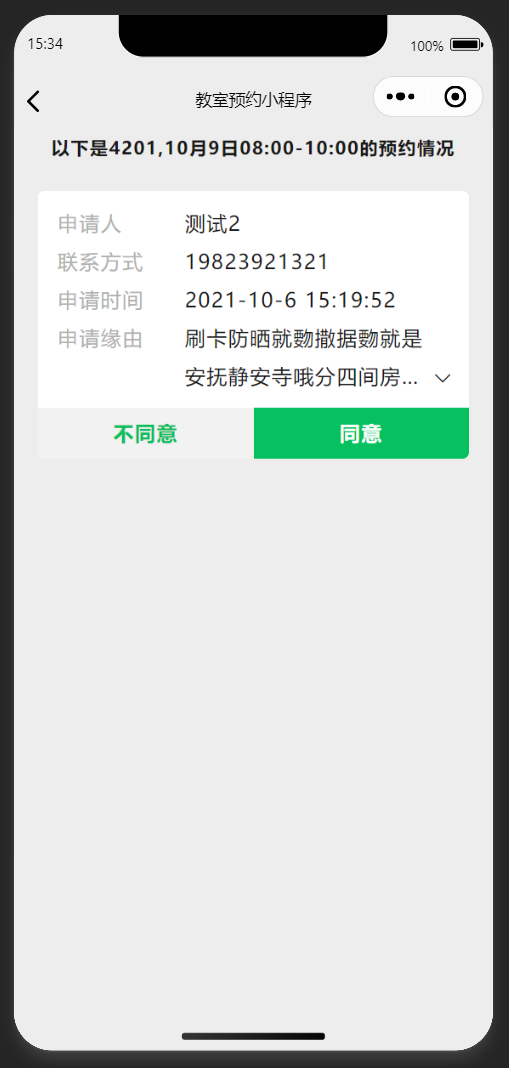 15:34
100%
教室预约小程序
以下是4201,10月9日08:00-10:00的预约情况
申请人 测试2
联系方式 19823921321
申请时间 2021-10-6 15:19:52
申请缘由 刷卡防晒就覅撒据覅就是
安抚静安寺哦分四间房...
不同意 同意